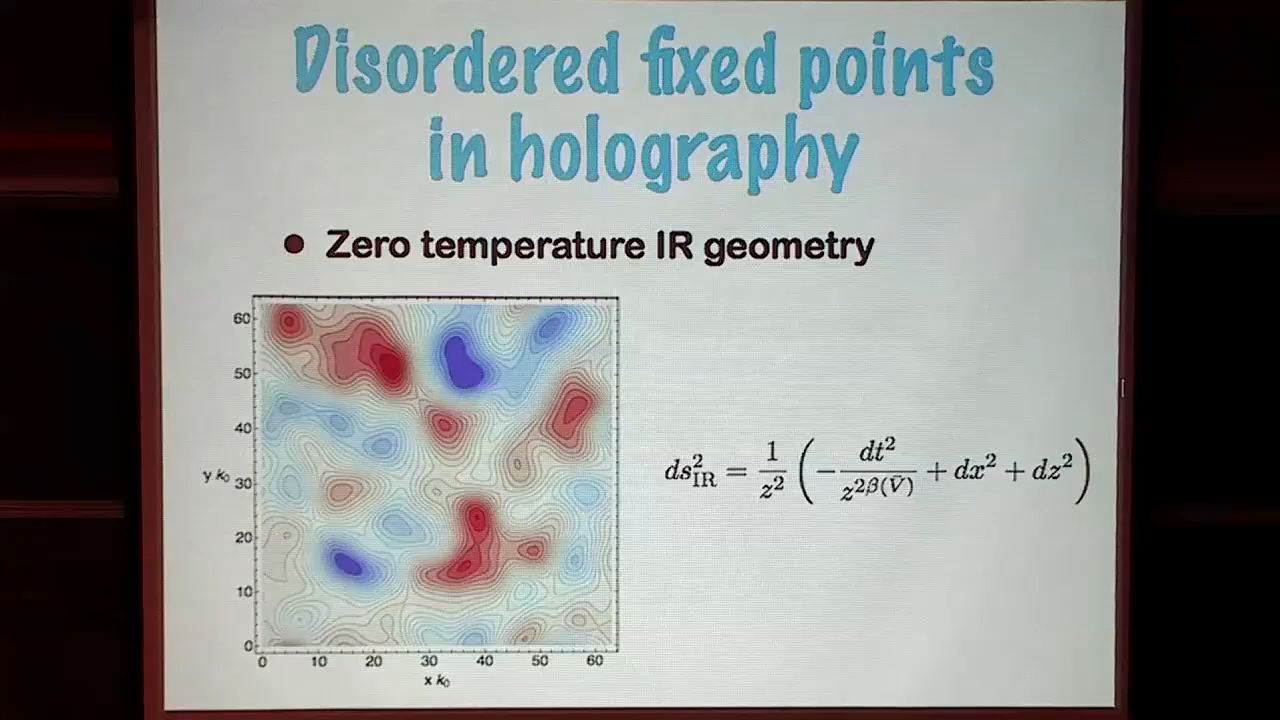 Disordered fixed points
in holography
• Zero temperature IR geometry
60
50
40
y k₀ 30
20
10
0
0 10 20 30 40 50 60
x k₀
ds²_IR = 1/z² ( − dt²/z^{2β(V̄)} + dx² + dz² )